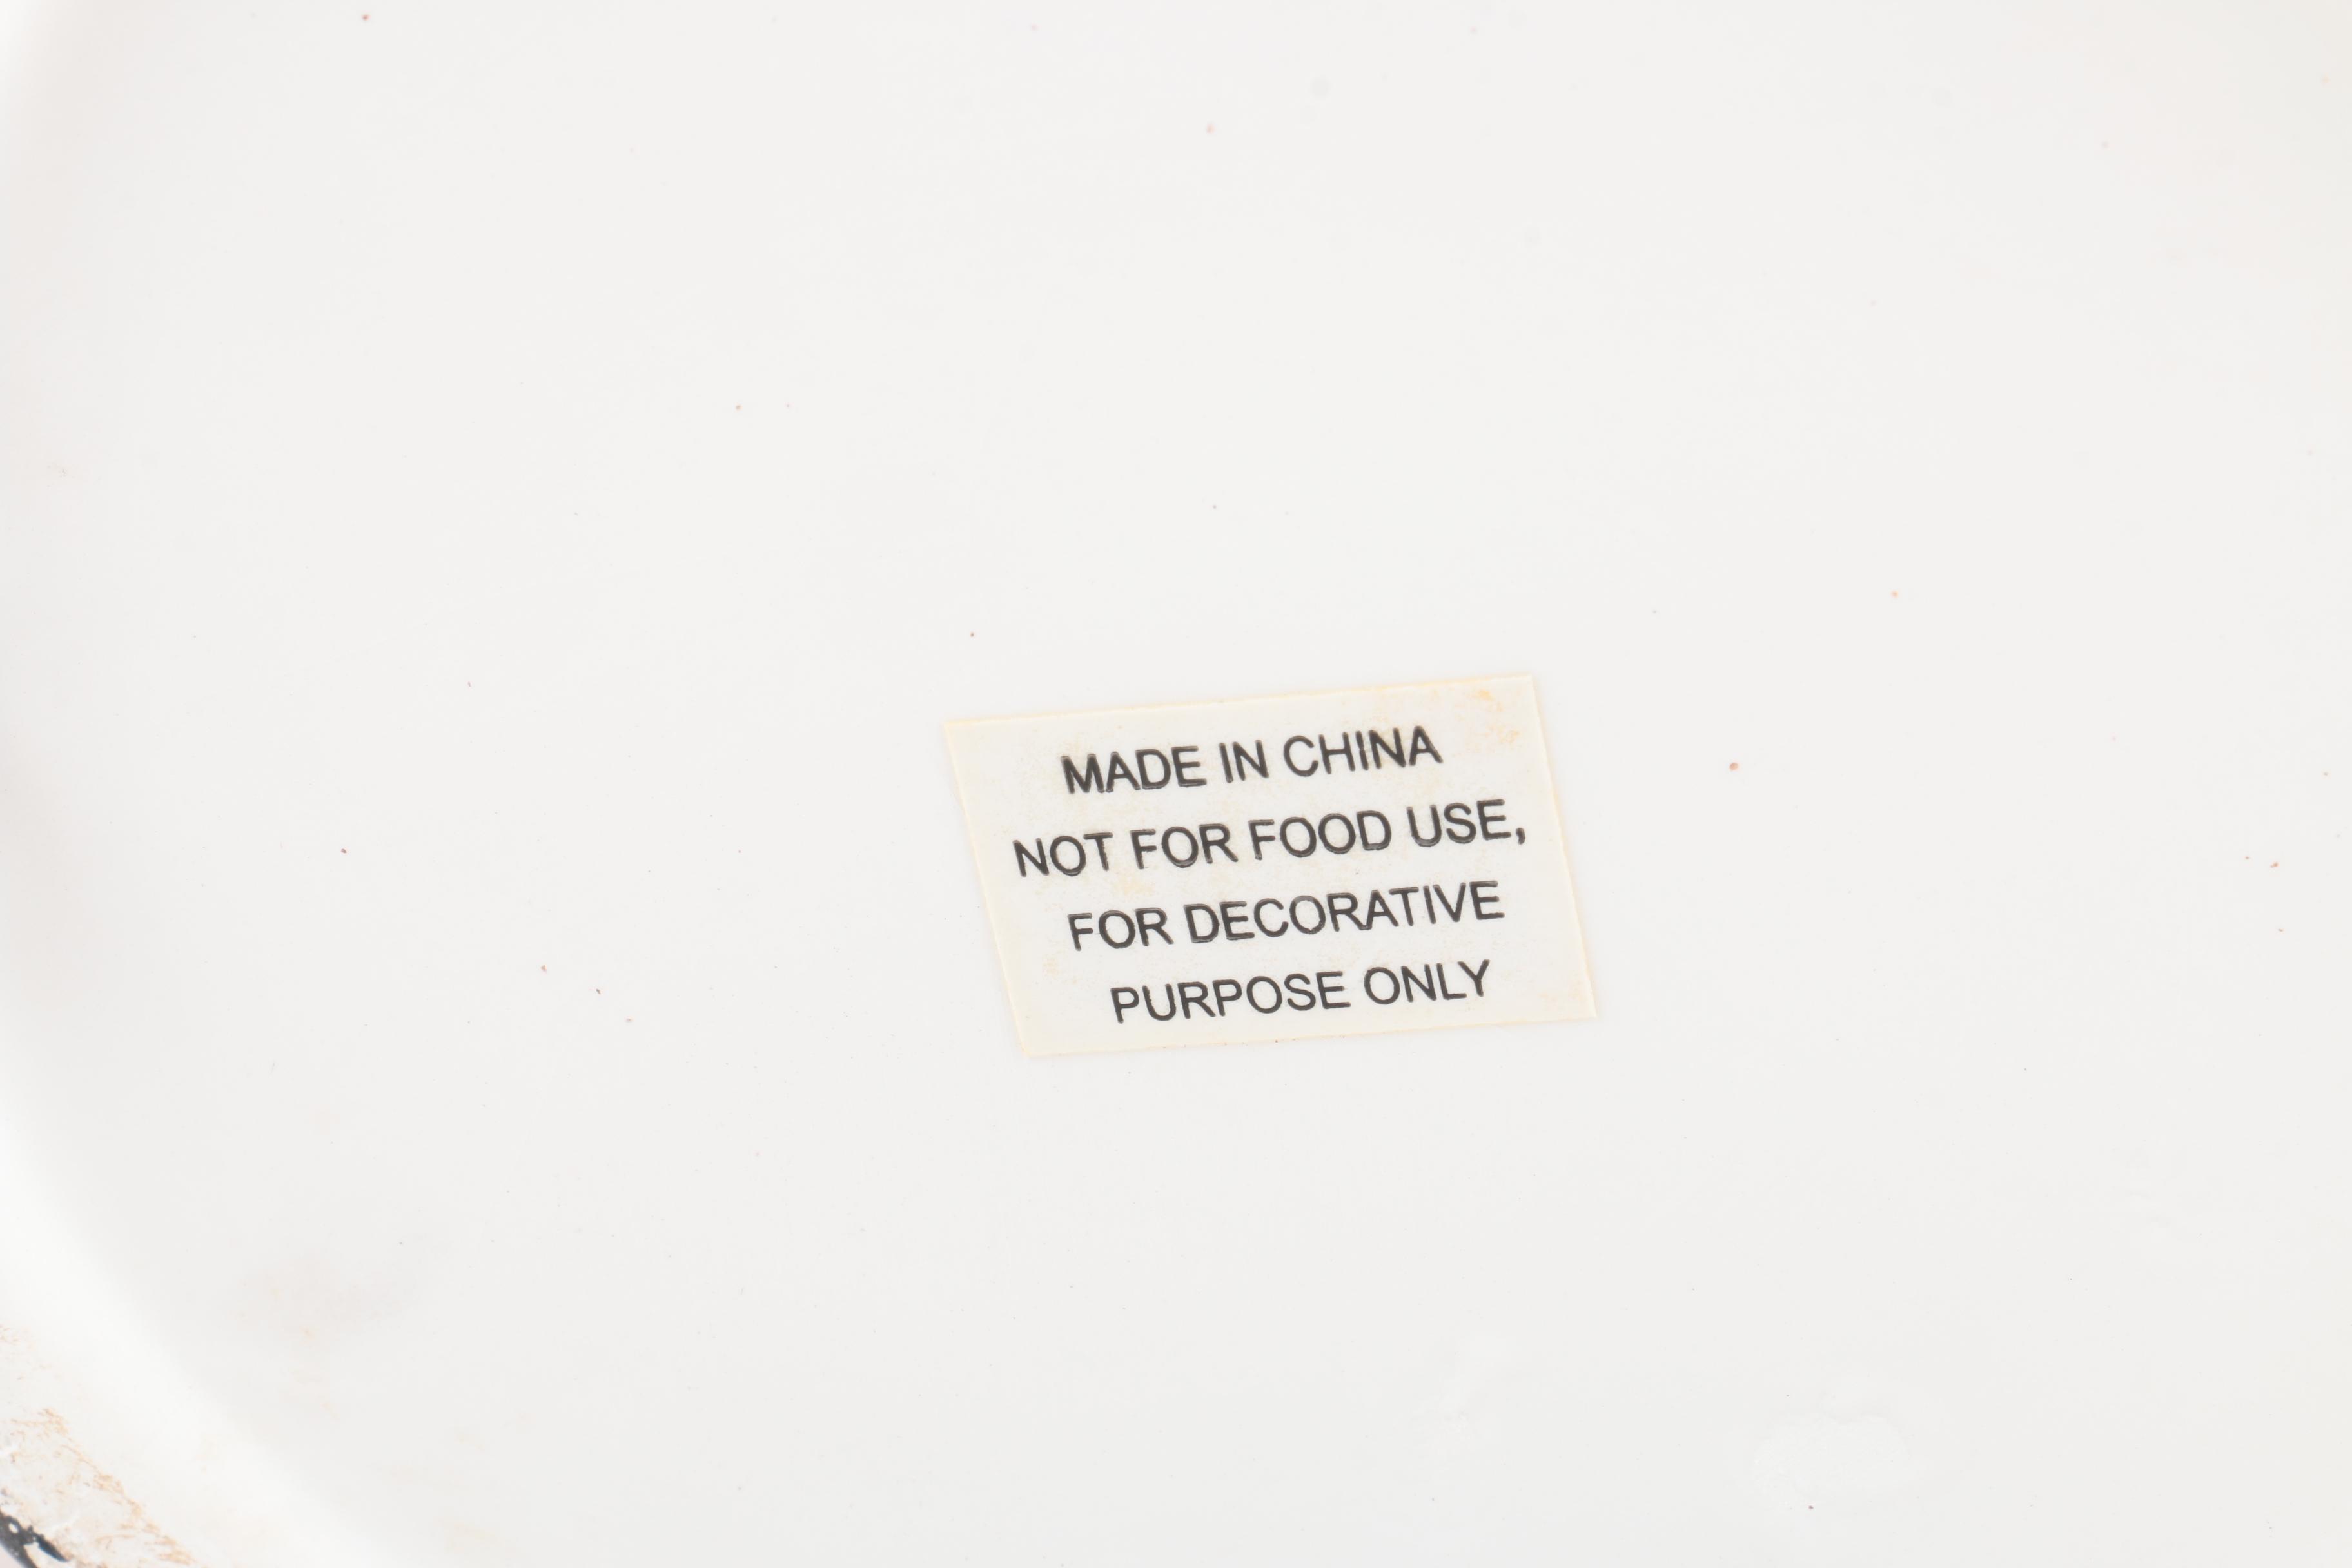 MADE IN CHINA
NOT FOR FOOD USE,
FOR DECORATIVE
PURPOSE ONLY